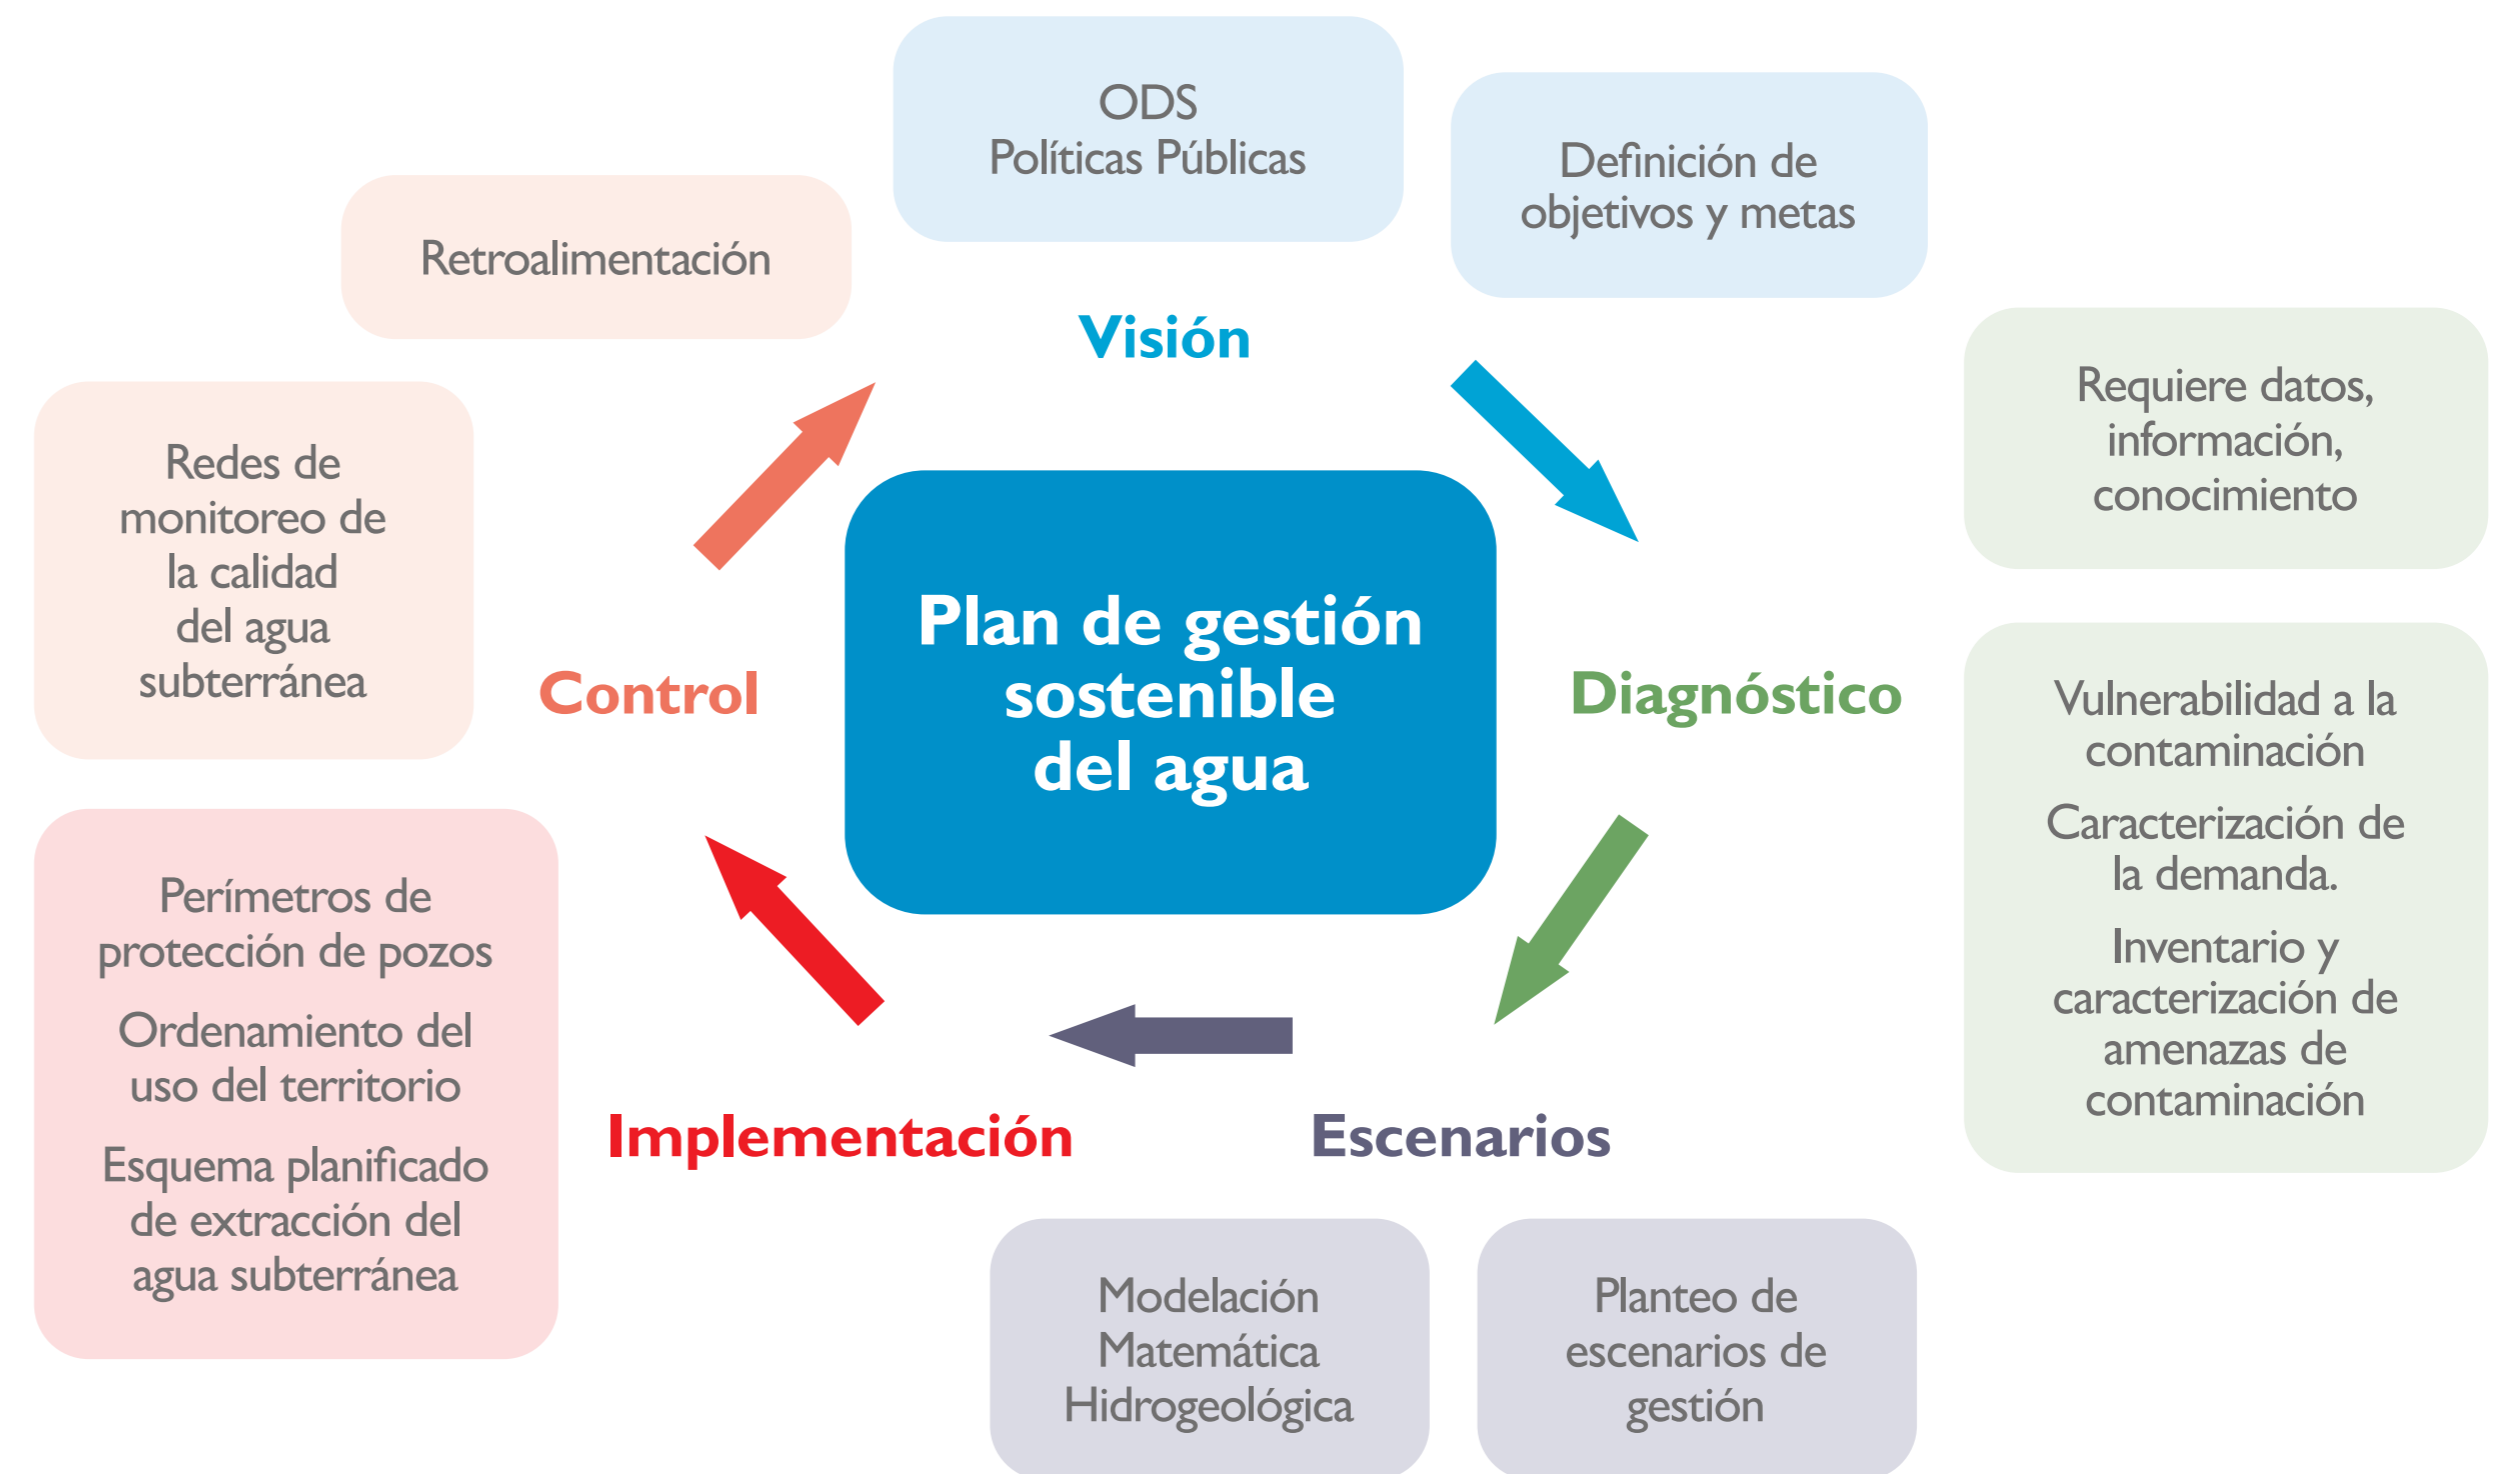 ODS
Políticas Públicas
Definición de
objetivos y metas
Retroalimentación
Visión
Requiere datos,
información,
conocimiento
Redes de
monitoreo de
la calidad
del agua
subterránea
Plan de gestión
sostenible
del agua
Control
Diagnóstico
Vulnerabilidad a la
contaminación
Caracterización de
la demanda.
Inventario y
caracterización de
amenazas de
contaminación
Perímetros de
protección de pozos
Ordenamiento del
uso del territorio
Esquema planificado
de extracción del
agua subterránea
Implementación
Escenarios
Modelación
Matemática
Hidrogeológica
Planteo de
escenarios de
gestión